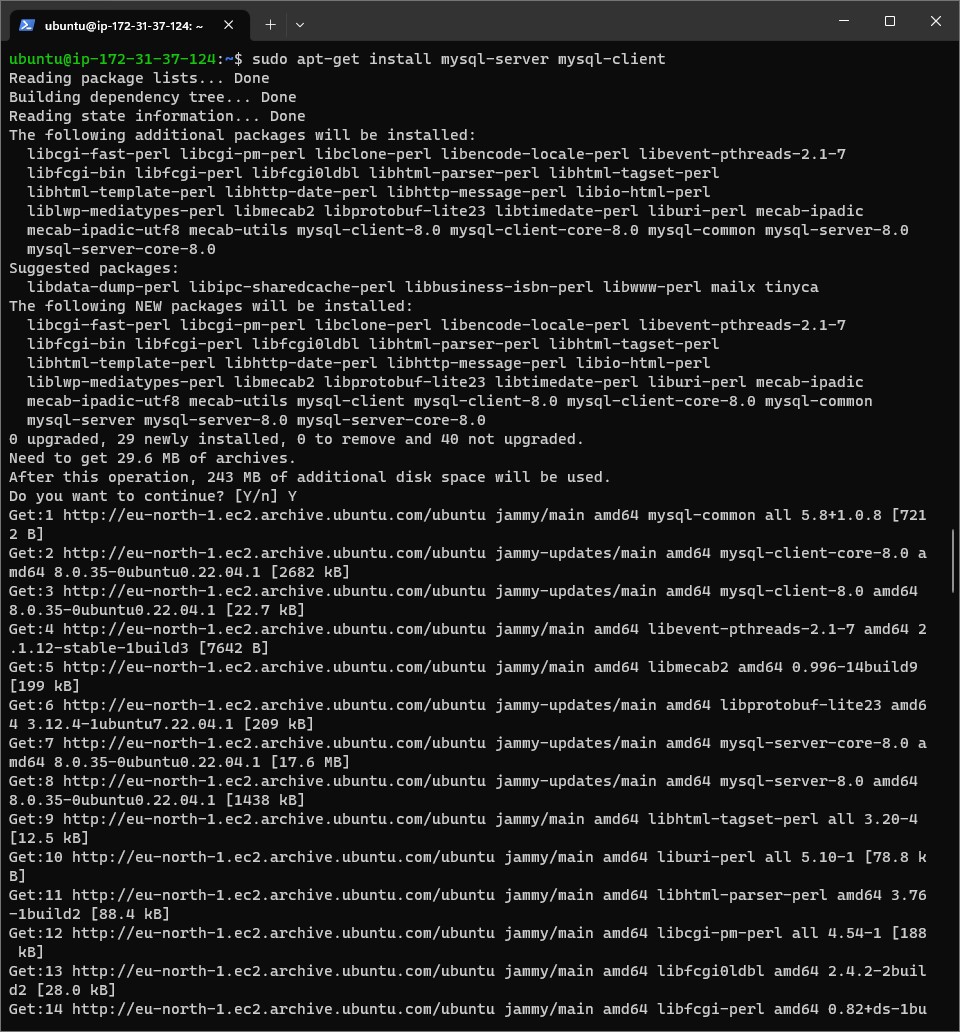 ubuntu@ip-172-31-37-124: ~
ubuntu@ip-172-31-37-124:~$ sudo apt-get install mysql-server mysql-client
Reading package lists... Done
Building dependency tree... Done
Reading state information... Done
The following additional packages will be installed:
  libcgi-fast-perl libcgi-pm-perl libclone-perl libencode-locale-perl libevent-pthreads-2.1-7
  libfcgi-bin libfcgi-perl libfcgi0ldbl libhtml-parser-perl libhtml-tagset-perl
  libhtml-template-perl libhttp-date-perl libhttp-message-perl libio-html-perl
  liblwp-mediatypes-perl libmecab2 libprotobuf-lite23 libtimedate-perl liburi-perl mecab-ipadic
  mecab-ipadic-utf8 mecab-utils mysql-client-8.0 mysql-client-core-8.0 mysql-common mysql-server-8.0
  mysql-server-core-8.0
Suggested packages:
  libdata-dump-perl libipc-sharedcache-perl libbusiness-isbn-perl libwww-perl mailx tinyca
The following NEW packages will be installed:
  libcgi-fast-perl libcgi-pm-perl libclone-perl libencode-locale-perl libevent-pthreads-2.1-7
  libfcgi-bin libfcgi-perl libfcgi0ldbl libhtml-parser-perl libhtml-tagset-perl
  libhtml-template-perl libhttp-date-perl libhttp-message-perl libio-html-perl
  liblwp-mediatypes-perl libmecab2 libprotobuf-lite23 libtimedate-perl liburi-perl mecab-ipadic
  mecab-ipadic-utf8 mecab-utils mysql-client mysql-client-8.0 mysql-client-core-8.0 mysql-common
  mysql-server mysql-server-8.0 mysql-server-core-8.0
0 upgraded, 29 newly installed, 0 to remove and 40 not upgraded.
Need to get 29.6 MB of archives.
After this operation, 243 MB of additional disk space will be used.
Do you want to continue? [Y/n] Y
Get:1 http://eu-north-1.ec2.archive.ubuntu.com/ubuntu jammy/main amd64 mysql-common all 5.8+1.0.8 [721
2 B]
Get:2 http://eu-north-1.ec2.archive.ubuntu.com/ubuntu jammy-updates/main amd64 mysql-client-core-8.0 a
md64 8.0.35-0ubuntu0.22.04.1 [2682 kB]
Get:3 http://eu-north-1.ec2.archive.ubuntu.com/ubuntu jammy-updates/main amd64 mysql-client-8.0 amd64
8.0.35-0ubuntu0.22.04.1 [22.7 kB]
Get:4 http://eu-north-1.ec2.archive.ubuntu.com/ubuntu jammy/main amd64 libevent-pthreads-2.1-7 amd64 2
.1.12-stable-1build3 [7642 B]
Get:5 http://eu-north-1.ec2.archive.ubuntu.com/ubuntu jammy/main amd64 libmecab2 amd64 0.996-14build9
[199 kB]
Get:6 http://eu-north-1.ec2.archive.ubuntu.com/ubuntu jammy-updates/main amd64 libprotobuf-lite23 amd6
4 3.12.4-1ubuntu7.22.04.1 [209 kB]
Get:7 http://eu-north-1.ec2.archive.ubuntu.com/ubuntu jammy-updates/main amd64 mysql-server-core-8.0 a
md64 8.0.35-0ubuntu0.22.04.1 [17.6 MB]
Get:8 http://eu-north-1.ec2.archive.ubuntu.com/ubuntu jammy-updates/main amd64 mysql-server-8.0 amd64
8.0.35-0ubuntu0.22.04.1 [1438 kB]
Get:9 http://eu-north-1.ec2.archive.ubuntu.com/ubuntu jammy/main amd64 libhtml-tagset-perl all 3.20-4
[12.5 kB]
Get:10 http://eu-north-1.ec2.archive.ubuntu.com/ubuntu jammy/main amd64 liburi-perl all 5.10-1 [78.8 k
B]
Get:11 http://eu-north-1.ec2.archive.ubuntu.com/ubuntu jammy/main amd64 libhtml-parser-perl amd64 3.76
-1build2 [88.4 kB]
Get:12 http://eu-north-1.ec2.archive.ubuntu.com/ubuntu jammy/main amd64 libcgi-pm-perl all 4.54-1 [188
 kB]
Get:13 http://eu-north-1.ec2.archive.ubuntu.com/ubuntu jammy/main amd64 libfcgi0ldbl amd64 2.4.2-2buil
d2 [28.0 kB]
Get:14 http://eu-north-1.ec2.archive.ubuntu.com/ubuntu jammy/main amd64 libfcgi-perl amd64 0.82+ds-1bu